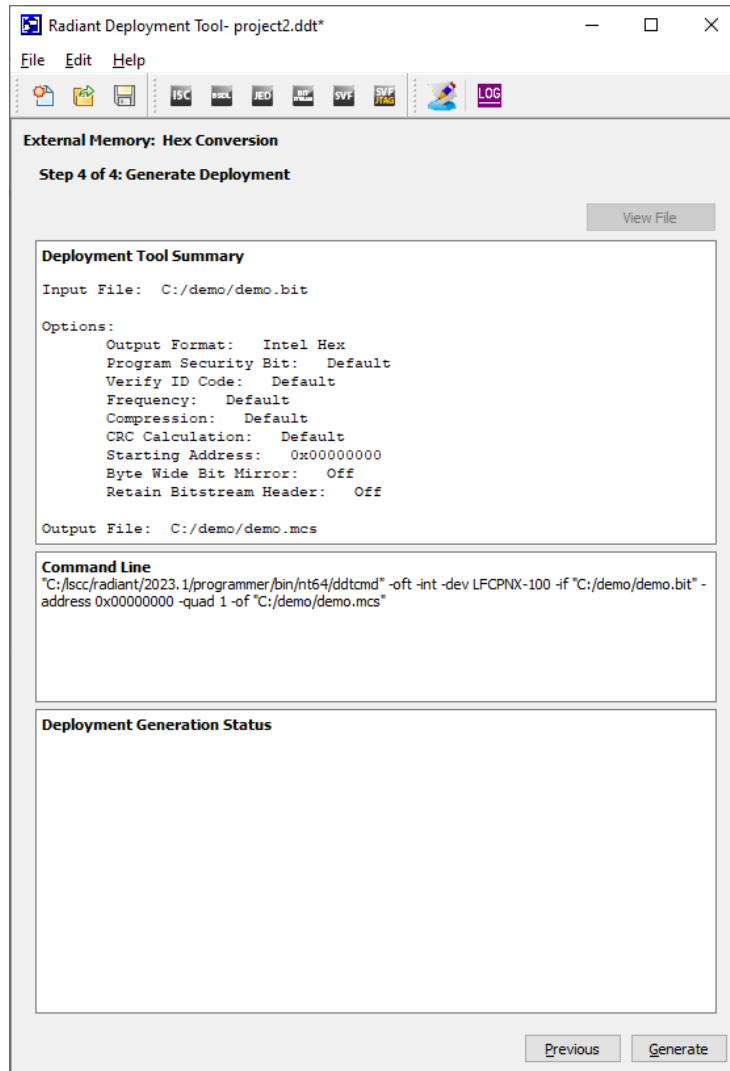 Radiant Deployment Tool- project2.ddt*
File Edit Help
ISC BSDL JED BIT STREAM SVF SVF JTAG LOG
External Memory: Hex Conversion
Step 4 of 4: Generate Deployment
View File
Deployment Tool Summary
Input File: C:/demo/demo.bit
Options:
Output Format: Intel Hex
Program Security Bit: Default
Verify ID Code: Default
Frequency: Default
Compression: Default
CRC Calculation: Default
Starting Address: 0x00000000
Byte Wide Bit Mirror: Off
Retain Bitstream Header: Off
Output File: C:/demo/demo.mcs
Command Line
"C:/lscc/radiant/2023.1/programmer/bin/nt64/ddtcmd" -oft -int -dev LFCPNX-100 -if "C:/demo/demo.bit" -
address 0x00000000 -quad 1 -of "C:/demo/demo.mcs"
Deployment Generation Status
Previous Generate